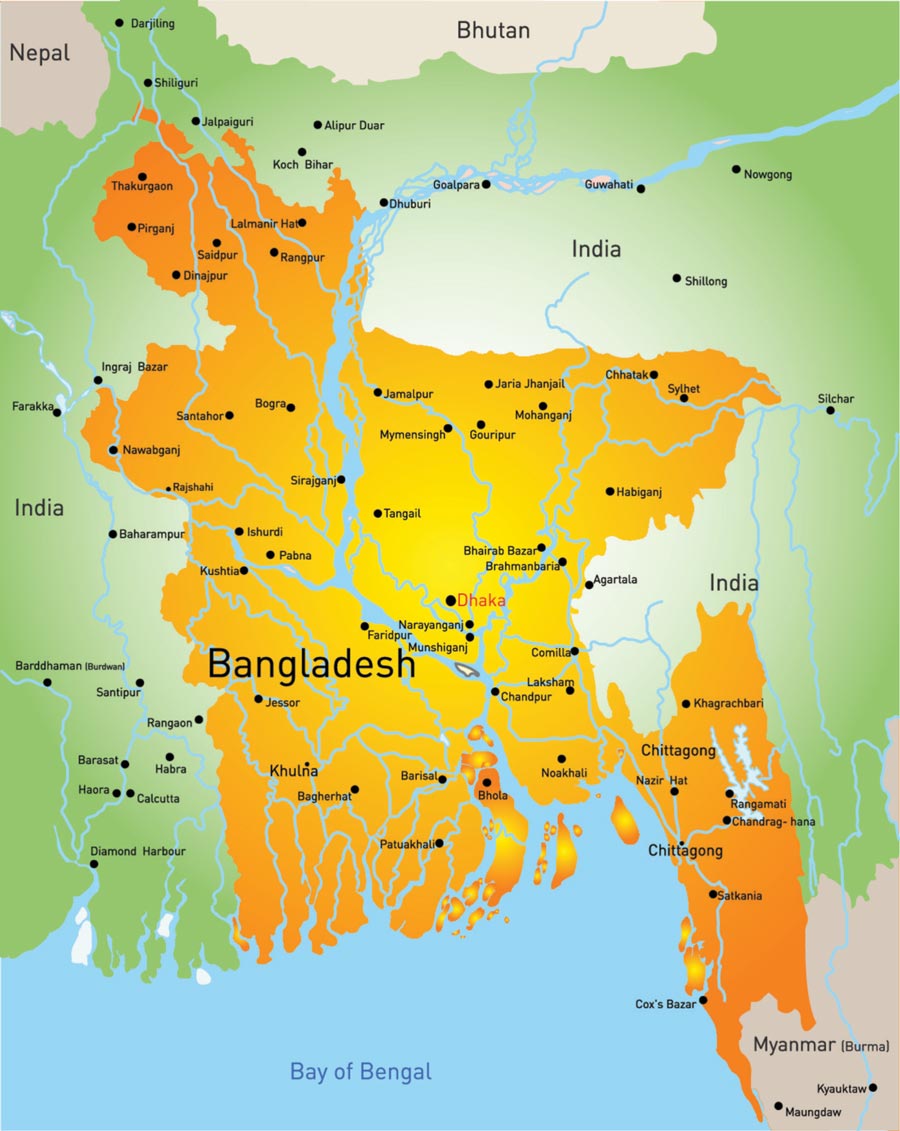 Darjiling
Bhutan
Nepal
Shiliguri
Jalpaiguri
Alipur Duar
Koch Bihar
Nowgong
Goalpara
Guwahati
Thakurgaon
Dhuburi
Lalmanir Hat
Pirganj
India
Saidpur
Rangpur
Dinajpur
Shillong
Ingraj Bazar
Chhatak
Jaria Jhanjail
Sylhet
Jamalpur
Silchar
Farakka
Bogra
Santahor
Mohanganj
Mymensingh
Gouripur
Nawabganj
Sirajganj
Rajshahi
Habiganj
India
Tangail
Ishurdi
Baharampur
Bhairab Bazar
Pabna
Brahmanbaria
Kushtia
Agartala
India
Dhaka
Narayanganj
Faridpur
Munshiganj
Comilla
Bangladesh
Barddhaman (Burdwan)
Laksham
Santipur
Chandpur
Jessor
Khagrachbari
Rangaon
Chittagong
Barasat
Habra
Khulna
Barisal
Noakhali
Nazir Hat
Haora
Calcutta
Bagherhat
Bhola
Rangamati
Chandrag- hana
Patuakhali
Diamond Harbour
Chittagong
Satkania
Cox's Bazar
Myanmar (Burma)
Bay of Bengal
Kyauktaw
Maungdaw